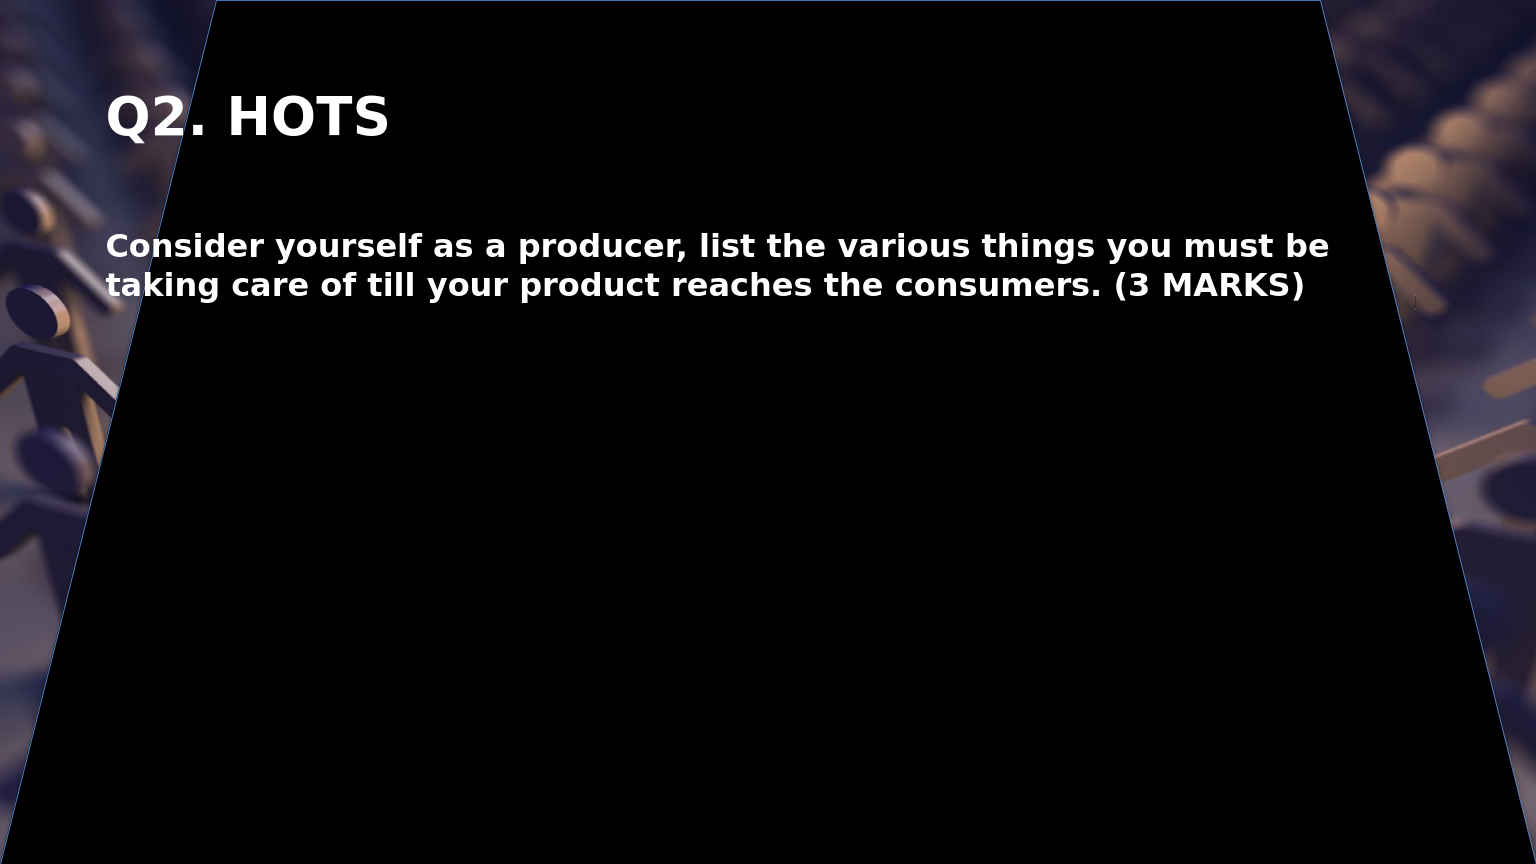 Q2. HOTS
Consider yourself as a producer, list the various things you must be
taking care of till your product reaches the consumers. (3 MARKS)